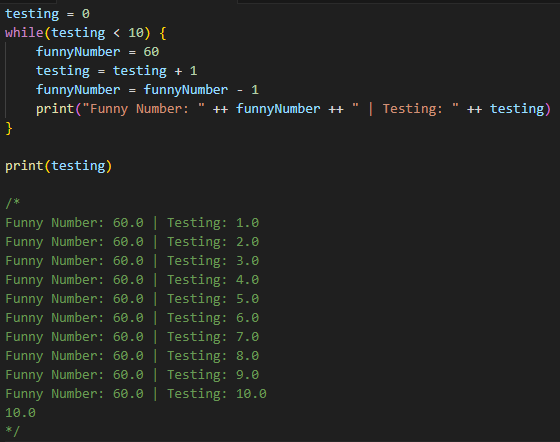 testing = 0
while(testing < 10) {
    funnyNumber = 60
    testing = testing + 1
    funnyNumber = funnyNumber - 1
    print("Funny Number: " ++ funnyNumber ++ " | Testing: " ++ testing)
}
print(testing)
/*
Funny Number: 60.0 | Testing: 1.0
Funny Number: 60.0 | Testing: 2.0
Funny Number: 60.0 | Testing: 3.0
Funny Number: 60.0 | Testing: 4.0
Funny Number: 60.0 | Testing: 5.0
Funny Number: 60.0 | Testing: 6.0
Funny Number: 60.0 | Testing: 7.0
Funny Number: 60.0 | Testing: 8.0
Funny Number: 60.0 | Testing: 9.0
Funny Number: 60.0 | Testing: 10.0
10.0
*/